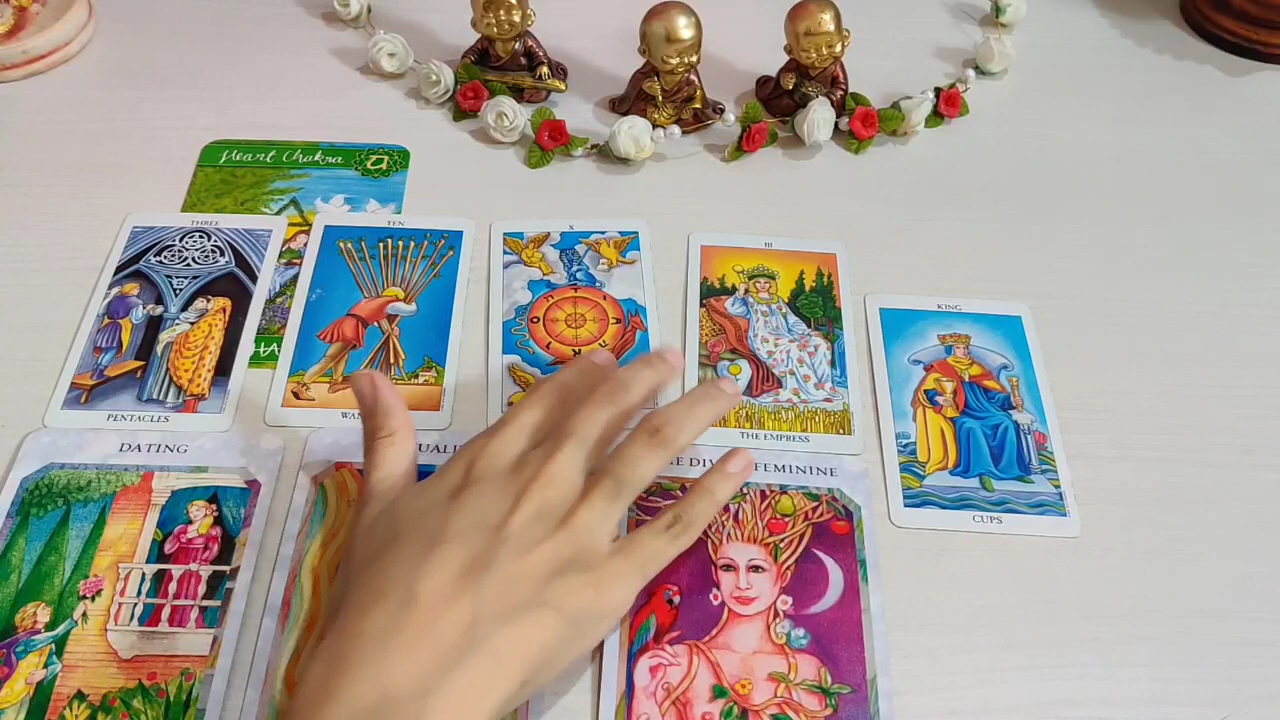 Heart Chakra
THREE
PENTACLES
TEN
X
III
THE EMPRESS
KING
CUPS
DATING
FEMININE